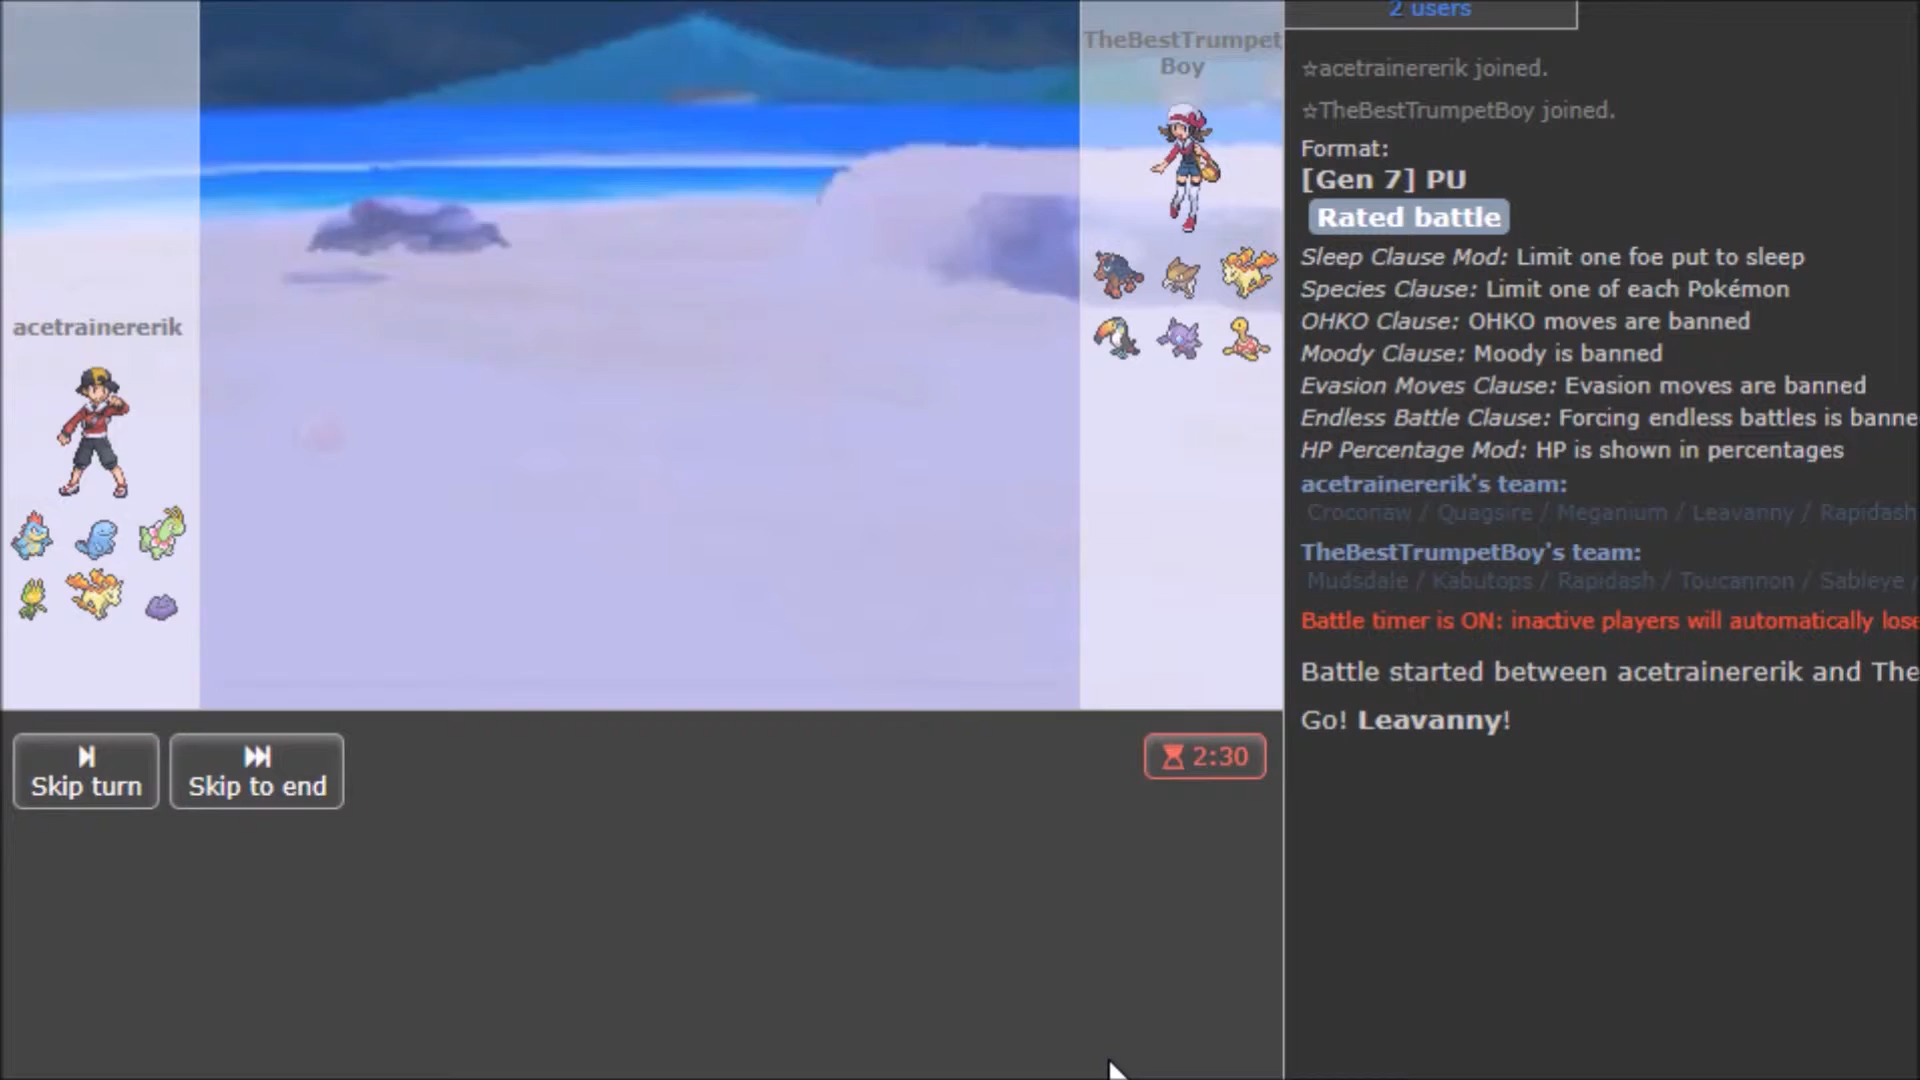 TheBestTrumpet
Boy
acetrainererik
Skip turn
Skip to end
2:30
2 users
☆acetrainererik joined.
☆TheBestTrumpetBoy joined.
Format:
[Gen 7] PU
Rated battle
Sleep Clause Mod: Limit one foe put to sleep
Species Clause: Limit one of each Pokémon
OHKO Clause: OHKO moves are banned
Moody Clause: Moody is banned
Evasion Moves Clause: Evasion moves are banned
Endless Battle Clause: Forcing endless battles is banne
HP Percentage Mod: HP is shown in percentages
acetrainererik's team:
Croconaw / Quagsire / Meganium / Leavanny / Rapidash
TheBestTrumpetBoy's team:
Mudsdale / Kabutops / Rapidash / Toucannon / Sableye /
Battle timer is ON: inactive players will automatically lose
Battle started between acetrainererik and The
Go! Leavanny!